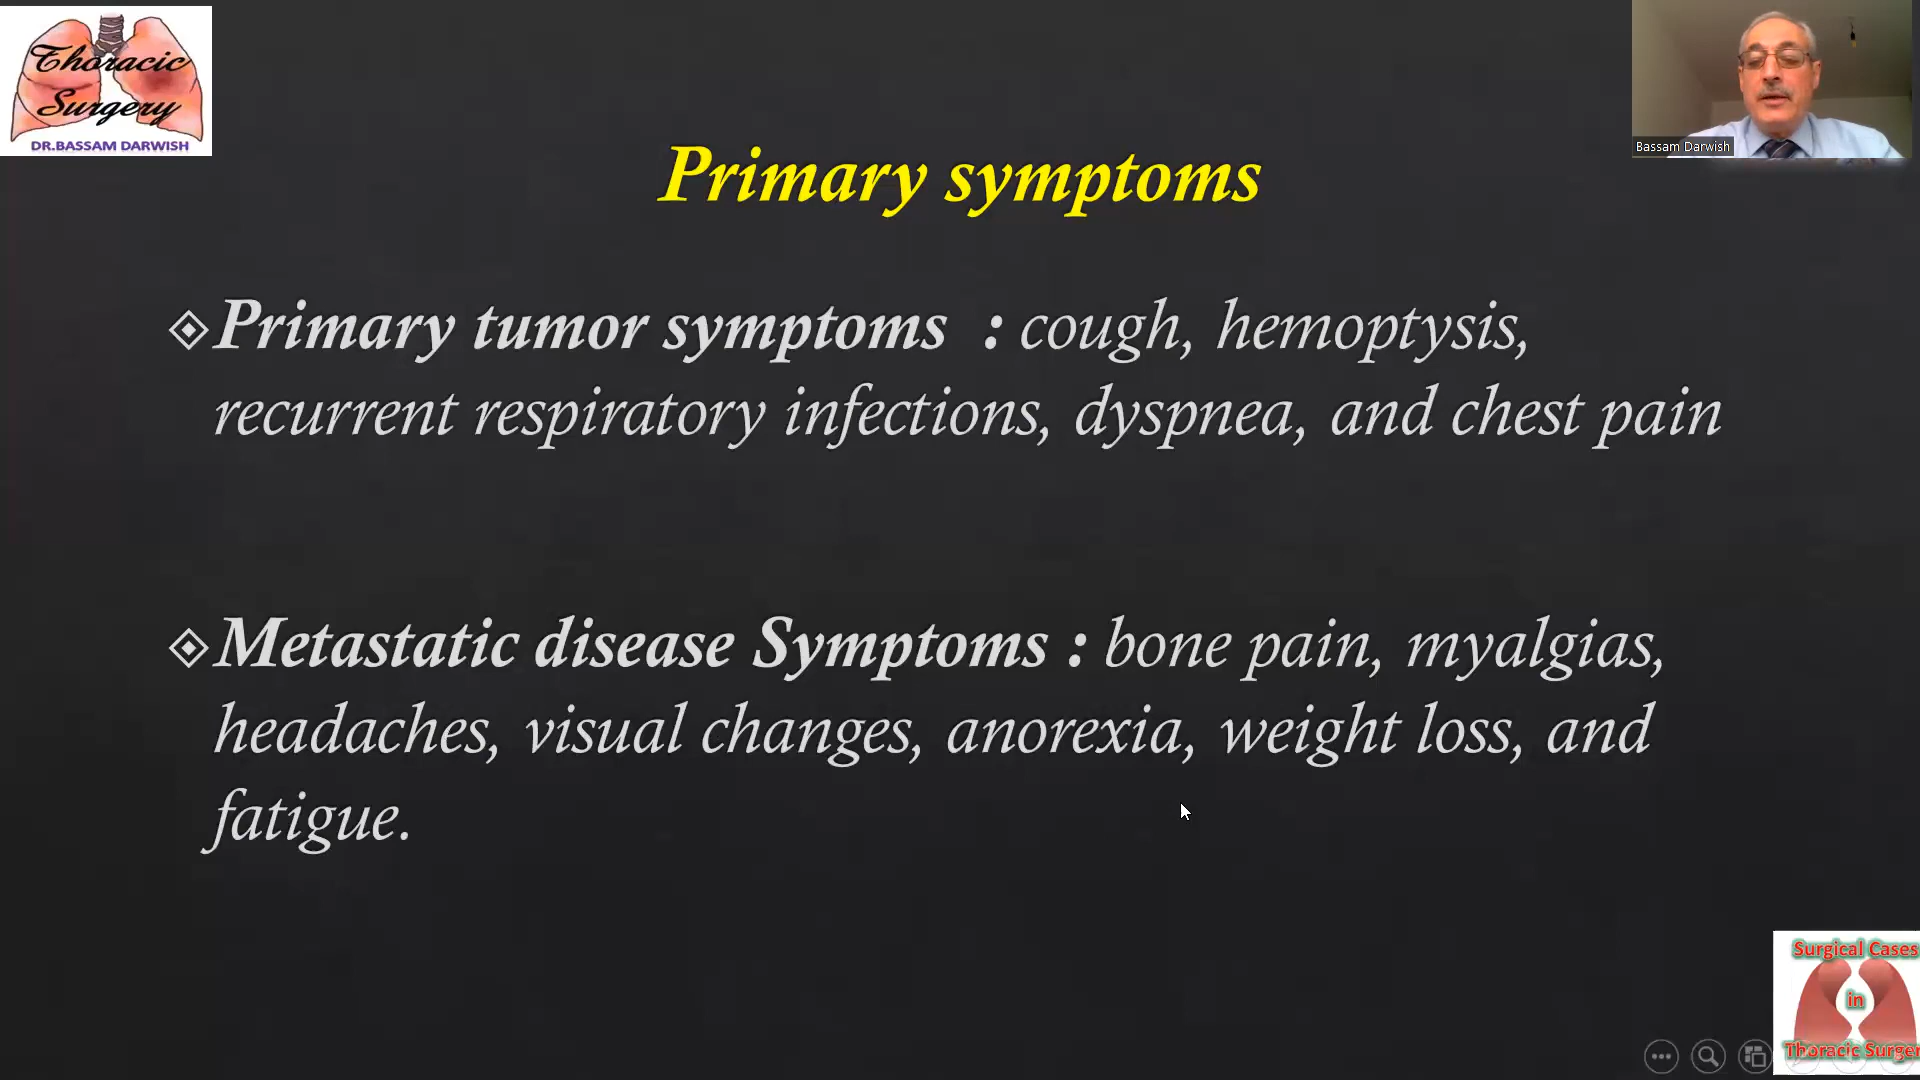 Thoracic
Surgery
DR.BASSAM DARWISH
Bassam Darwish
Primary symptoms
Primary tumor symptoms : cough, hemoptysis,
recurrent respiratory infections, dyspnea, and chest pain
Metastatic disease Symptoms : bone pain, myalgias,
headaches, visual changes, anorexia, weight loss, and
fatigue.
Surgical Cases
in
Thoracic Surger